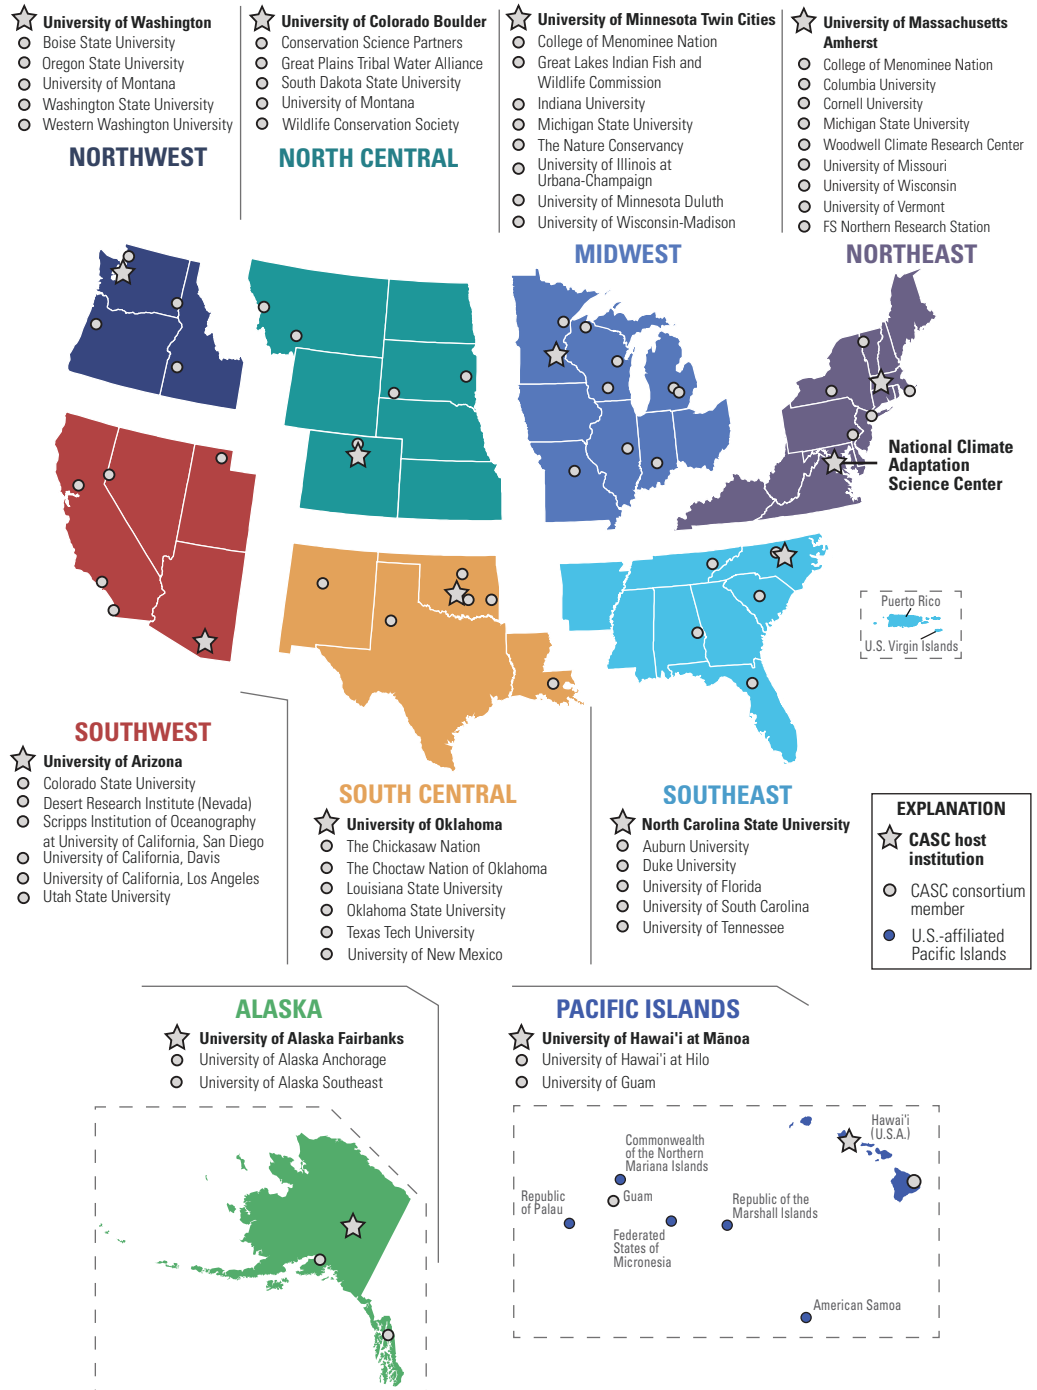 University of Washington
Boise State University
Oregon State University
University of Montana
Washington State University
Western Washington University
NORTHWEST
University of Colorado Boulder
Conservation Science Partners
Great Plains Tribal Water Alliance
South Dakota State University
University of Montana
Wildlife Conservation Society
NORTH CENTRAL
University of Minnesota Twin Cities
College of Menominee Nation
Great Lakes Indian Fish and
Wildlife Commission
Indiana University
Michigan State University
The Nature Conservancy
University of Illinois at
Urbana-Champaign
University of Minnesota Duluth
University of Wisconsin-Madison
MIDWEST
University of Massachusetts
Amherst
College of Menominee Nation
Columbia University
Cornell University
Michigan State University
Woodwell Climate Research Center
University of Missouri
University of Wisconsin
University of Vermont
FS Northern Research Station
NORTHEAST
National Climate
Adaptation
Science Center
Puerto Rico
U.S. Virgin Islands
SOUTHWEST
University of Arizona
Colorado State University
Desert Research Institute (Nevada)
Scripps Institution of Oceanography
at University of California, San Diego
University of California, Davis
University of California, Los Angeles
Utah State University
SOUTH CENTRAL
University of Oklahoma
The Chickasaw Nation
The Choctaw Nation of Oklahoma
Louisiana State University
Oklahoma State University
Texas Tech University
University of New Mexico
SOUTHEAST
North Carolina State University
Auburn University
Duke University
University of Florida
University of South Carolina
University of Tennessee
EXPLANATION
CASC host
institution
CASC consortium
member
U.S.-affiliated
Pacific Islands
ALASKA
University of Alaska Fairbanks
University of Alaska Anchorage
University of Alaska Southeast
PACIFIC ISLANDS
University of Hawai'i at Mānoa
University of Hawai'i at Hilo
University of Guam
Hawai'i
(U.S.A.)
Commonwealth
of the Northern
Mariana Islands
Republic
of Palau
Guam
Republic of the
Marshall Islands
Federated
States of
Micronesia
American Samoa